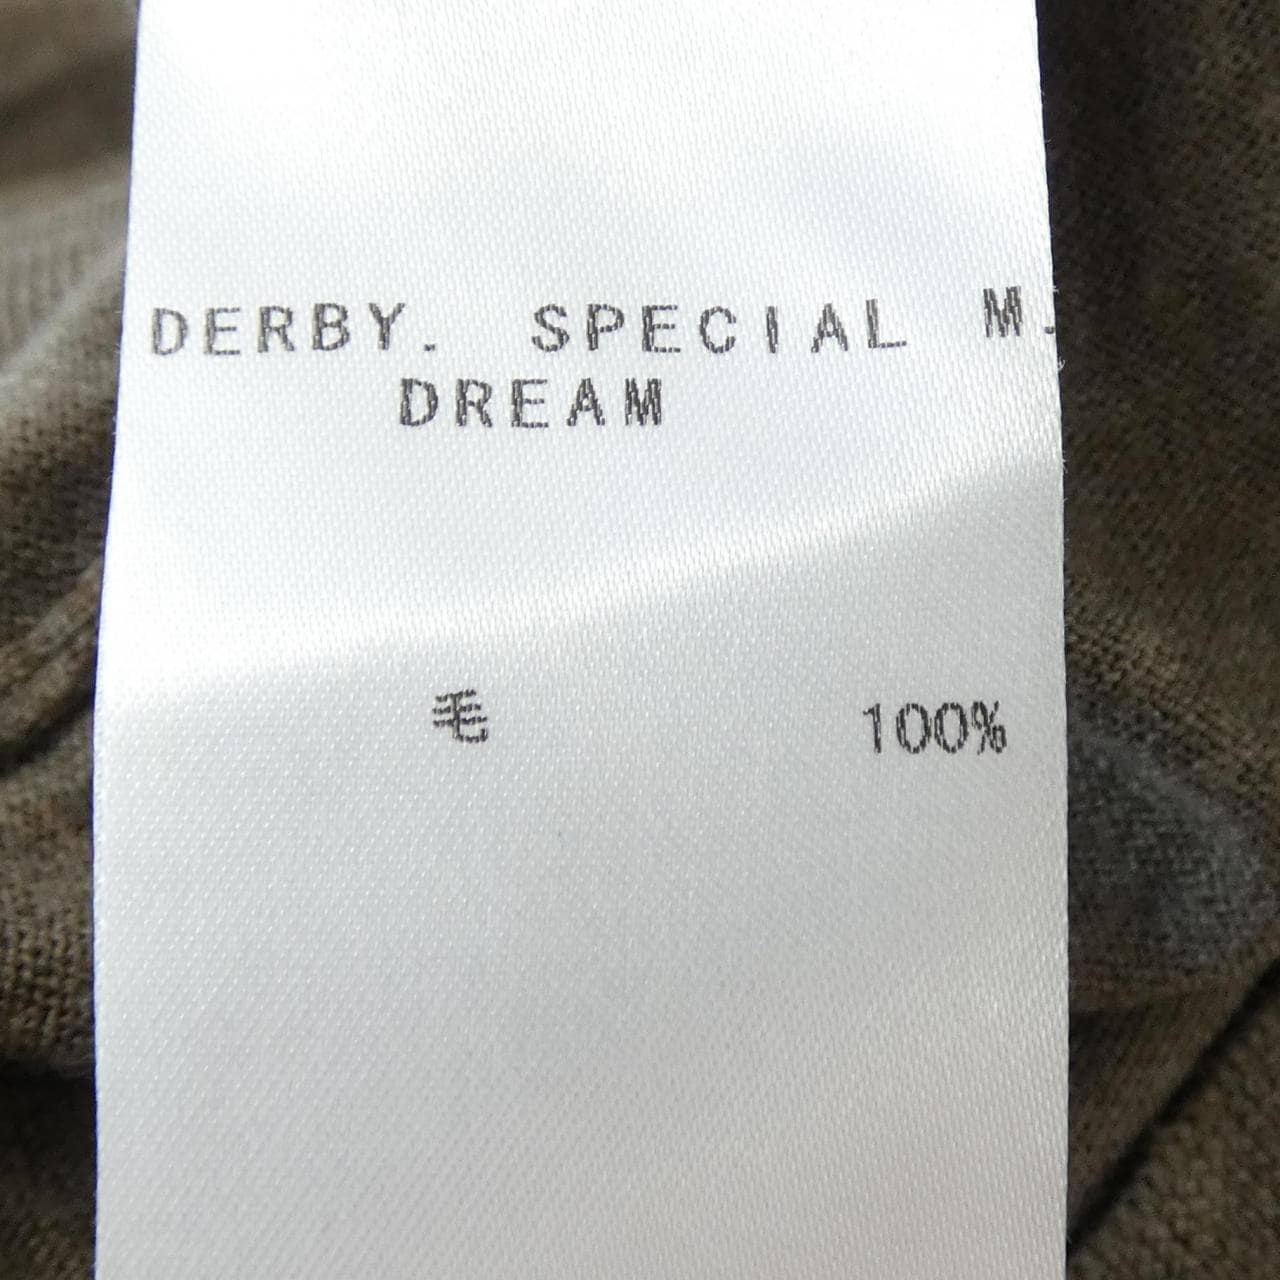 DERBY. SPECIAL M.
DREAM
毛 100%